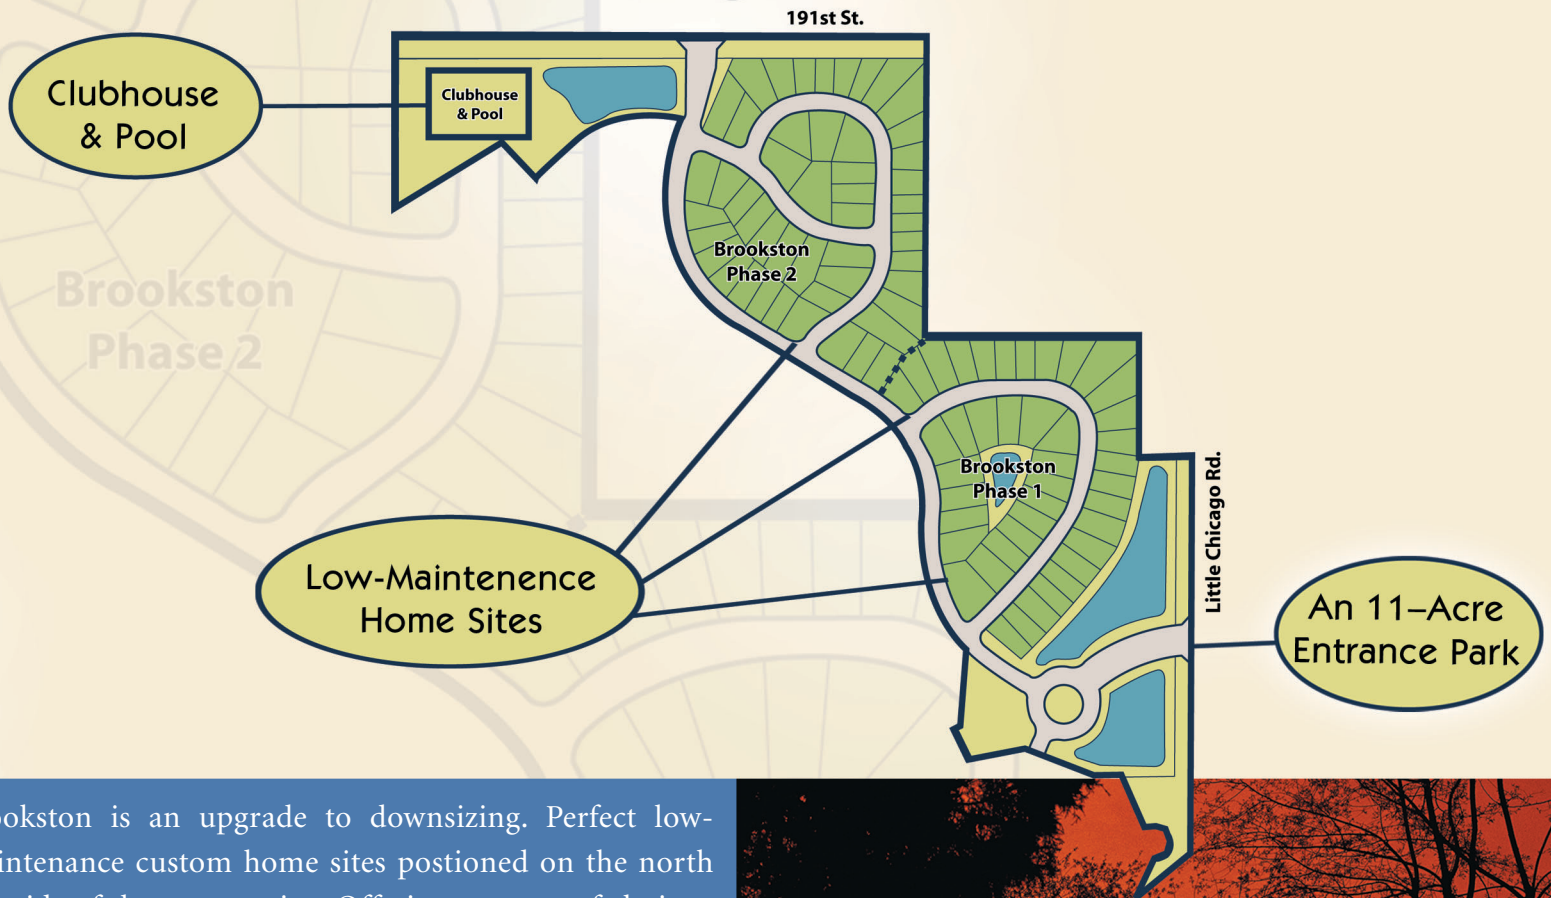 191st St.
Clubhouse
& Pool
Clubhouse
& Pool
Brookston
Phase 2
Brookston
Phase 2
Brookston
Phase 1
Little Chicago Rd.
Low-Maintenence
Home Sites
An 11–Acre
Entrance Park
ookston is an upgrade to downsizing. Perfect low-
intenance custom home sites postioned on the north